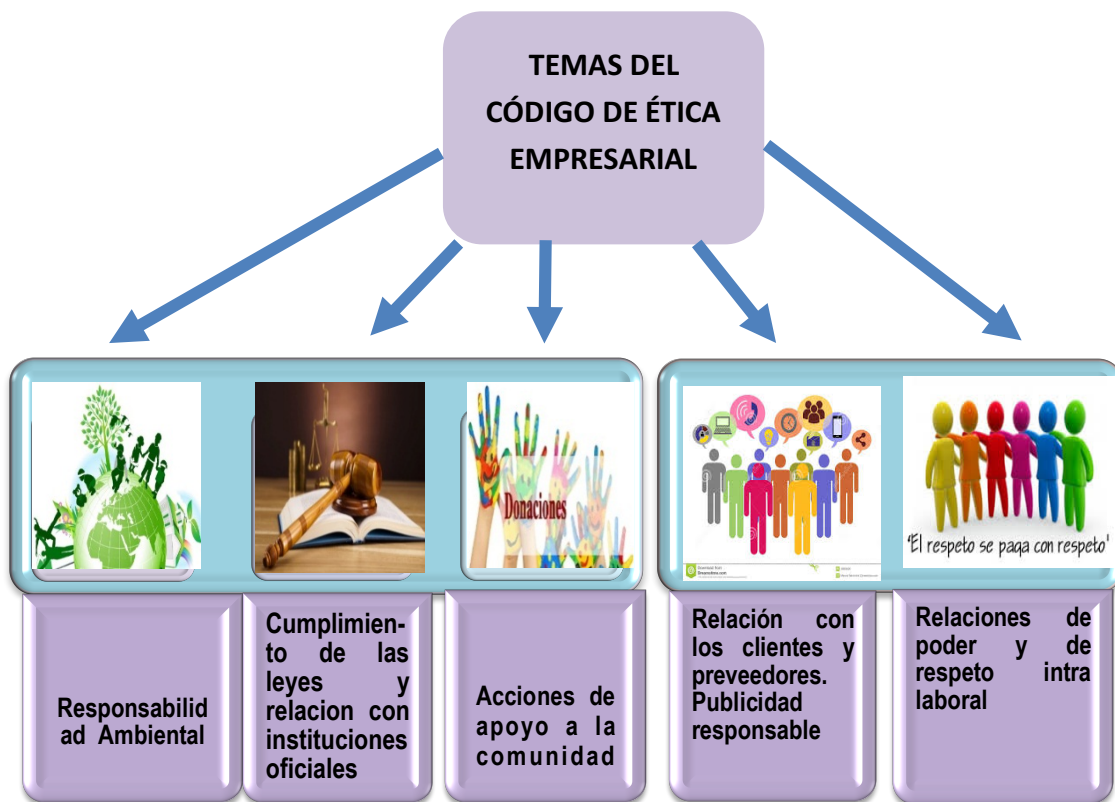 TEMAS DEL
CÓDIGO DE ÉTICA
EMPRESARIAL
Donaciones
'El respeto se paga con respeto'
Responsabilid
ad Ambiental
Cumplimien-
to de las
leyes y
relacion con
instituciones
oficiales
Acciones de
apoyo a la
comunidad
Relación con
los clientes y
preveedores.
Publicidad
responsable
Relaciones de
poder y de
respeto intra
laboral